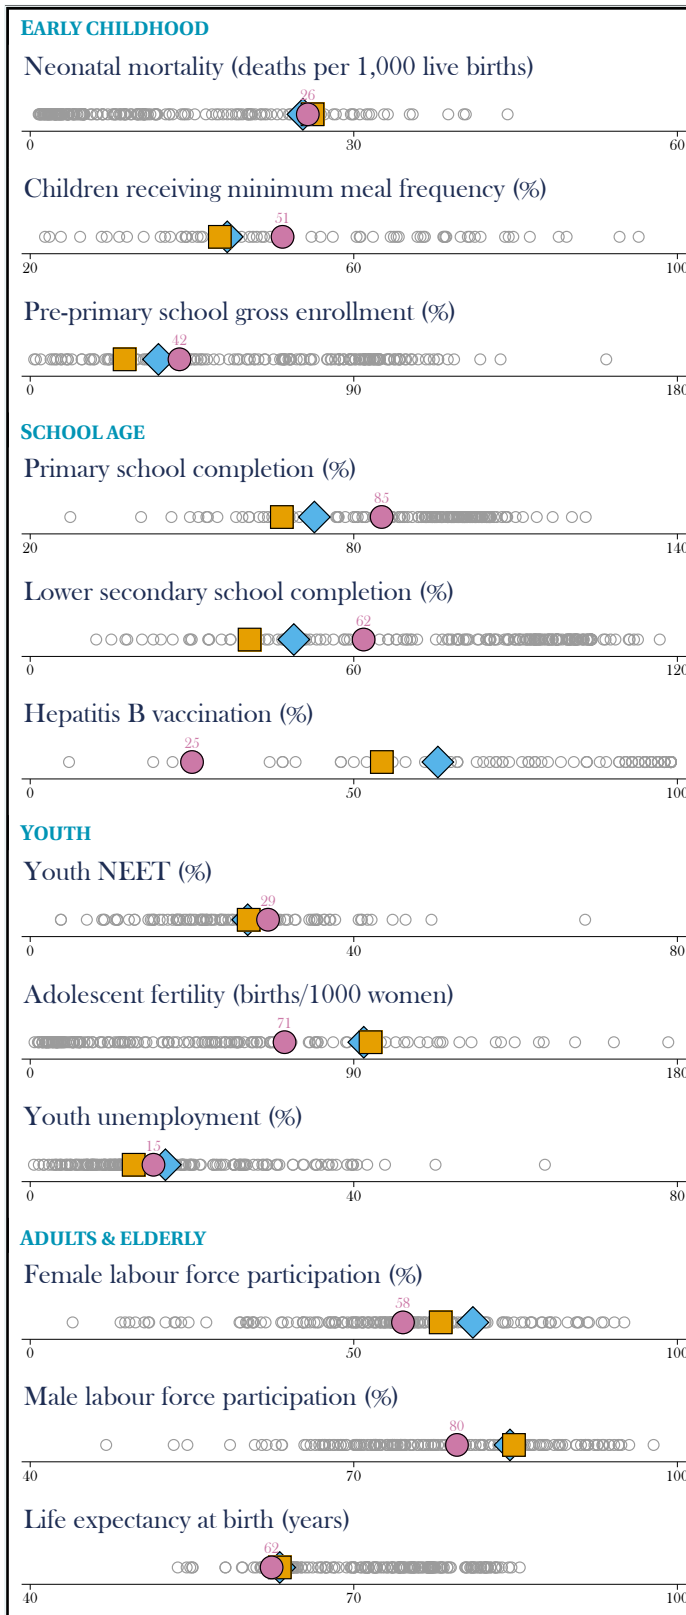 EARLY CHILDHOOD
Neonatal mortality (deaths per 1,000 live births)
26
0 30 60
Children receiving minimum meal frequency (%)
51
20 60 100
Pre-primary school gross enrollment (%)
42
0 90 180
SCHOOL AGE
Primary school completion (%)
85
20 80 140
Lower secondary school completion (%)
62
0 60 120
Hepatitis B vaccination (%)
25
0 50 100
YOUTH
Youth NEET (%)
29
0 40 80
Adolescent fertility (births/1000 women)
71
0 90 180
Youth unemployment (%)
15
0 40 80
ADULTS & ELDERLY
Female labour force participation (%)
58
0 50 100
Male labour force participation (%)
80
40 70 100
Life expectancy at birth (years)
62
40 70 100